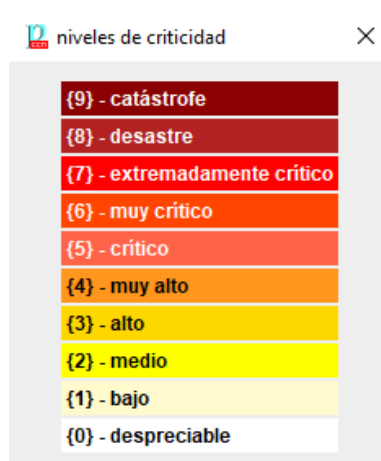 niveles de criticidad
{9} - catástrofe
{8} - desastre
{7} - extremadamente crítico
{6} - muy crítico
{5} - crítico
{4} - muy alto
{3} - alto
{2} - medio
{1} - bajo
{0} - despreciable